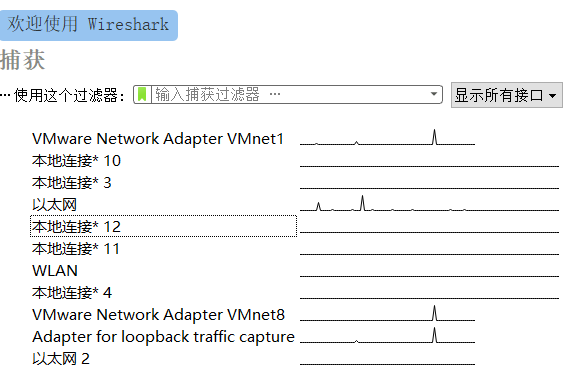 欢迎使用 Wireshark
捕获
…使用这个过滤器： 输入捕获过滤器 … 显示所有接口
VMware Network Adapter VMnet1
本地连接* 10
本地连接* 3
以太网
本地连接* 12
本地连接* 11
WLAN
本地连接* 4
VMware Network Adapter VMnet8
Adapter for loopback traffic capture
以太网 2